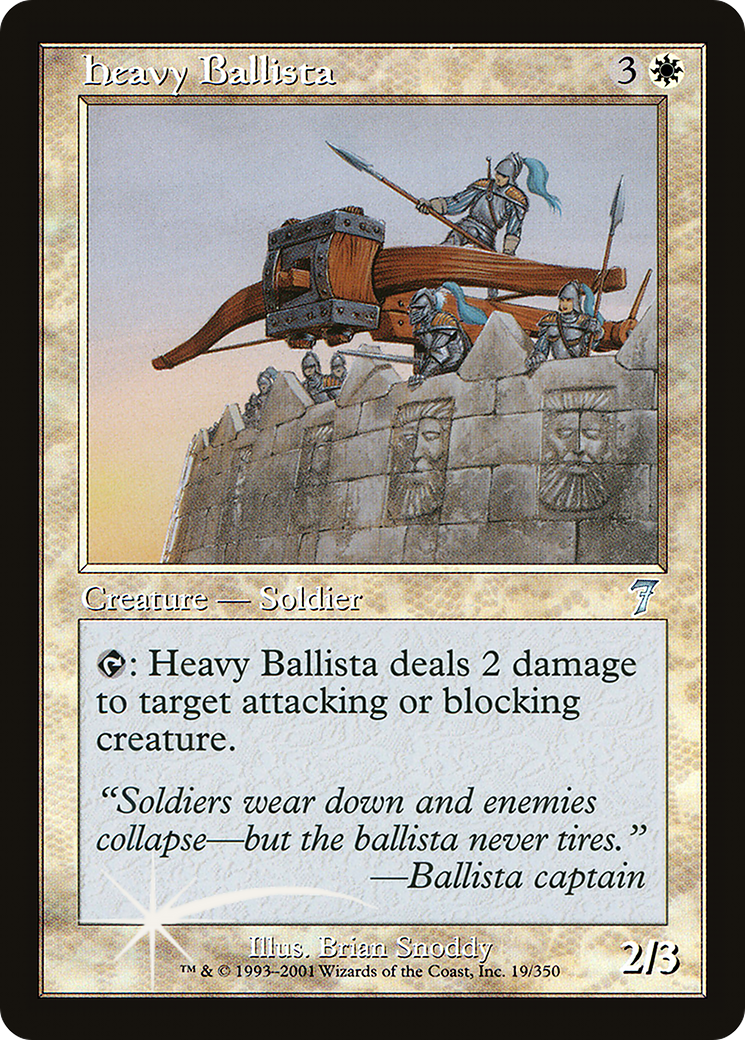 Heavy Ballista 3
Creature — Soldier 7
: Heavy Ballista deals 2 damage
to target attacking or blocking
creature.
“Soldiers wear down and enemies
collapse—but the ballista never tires.”
—Ballista captain
Illus. Brian Snoddy
™ & © 1993–2001 Wizards of the Coast, Inc. 19/350
2/3